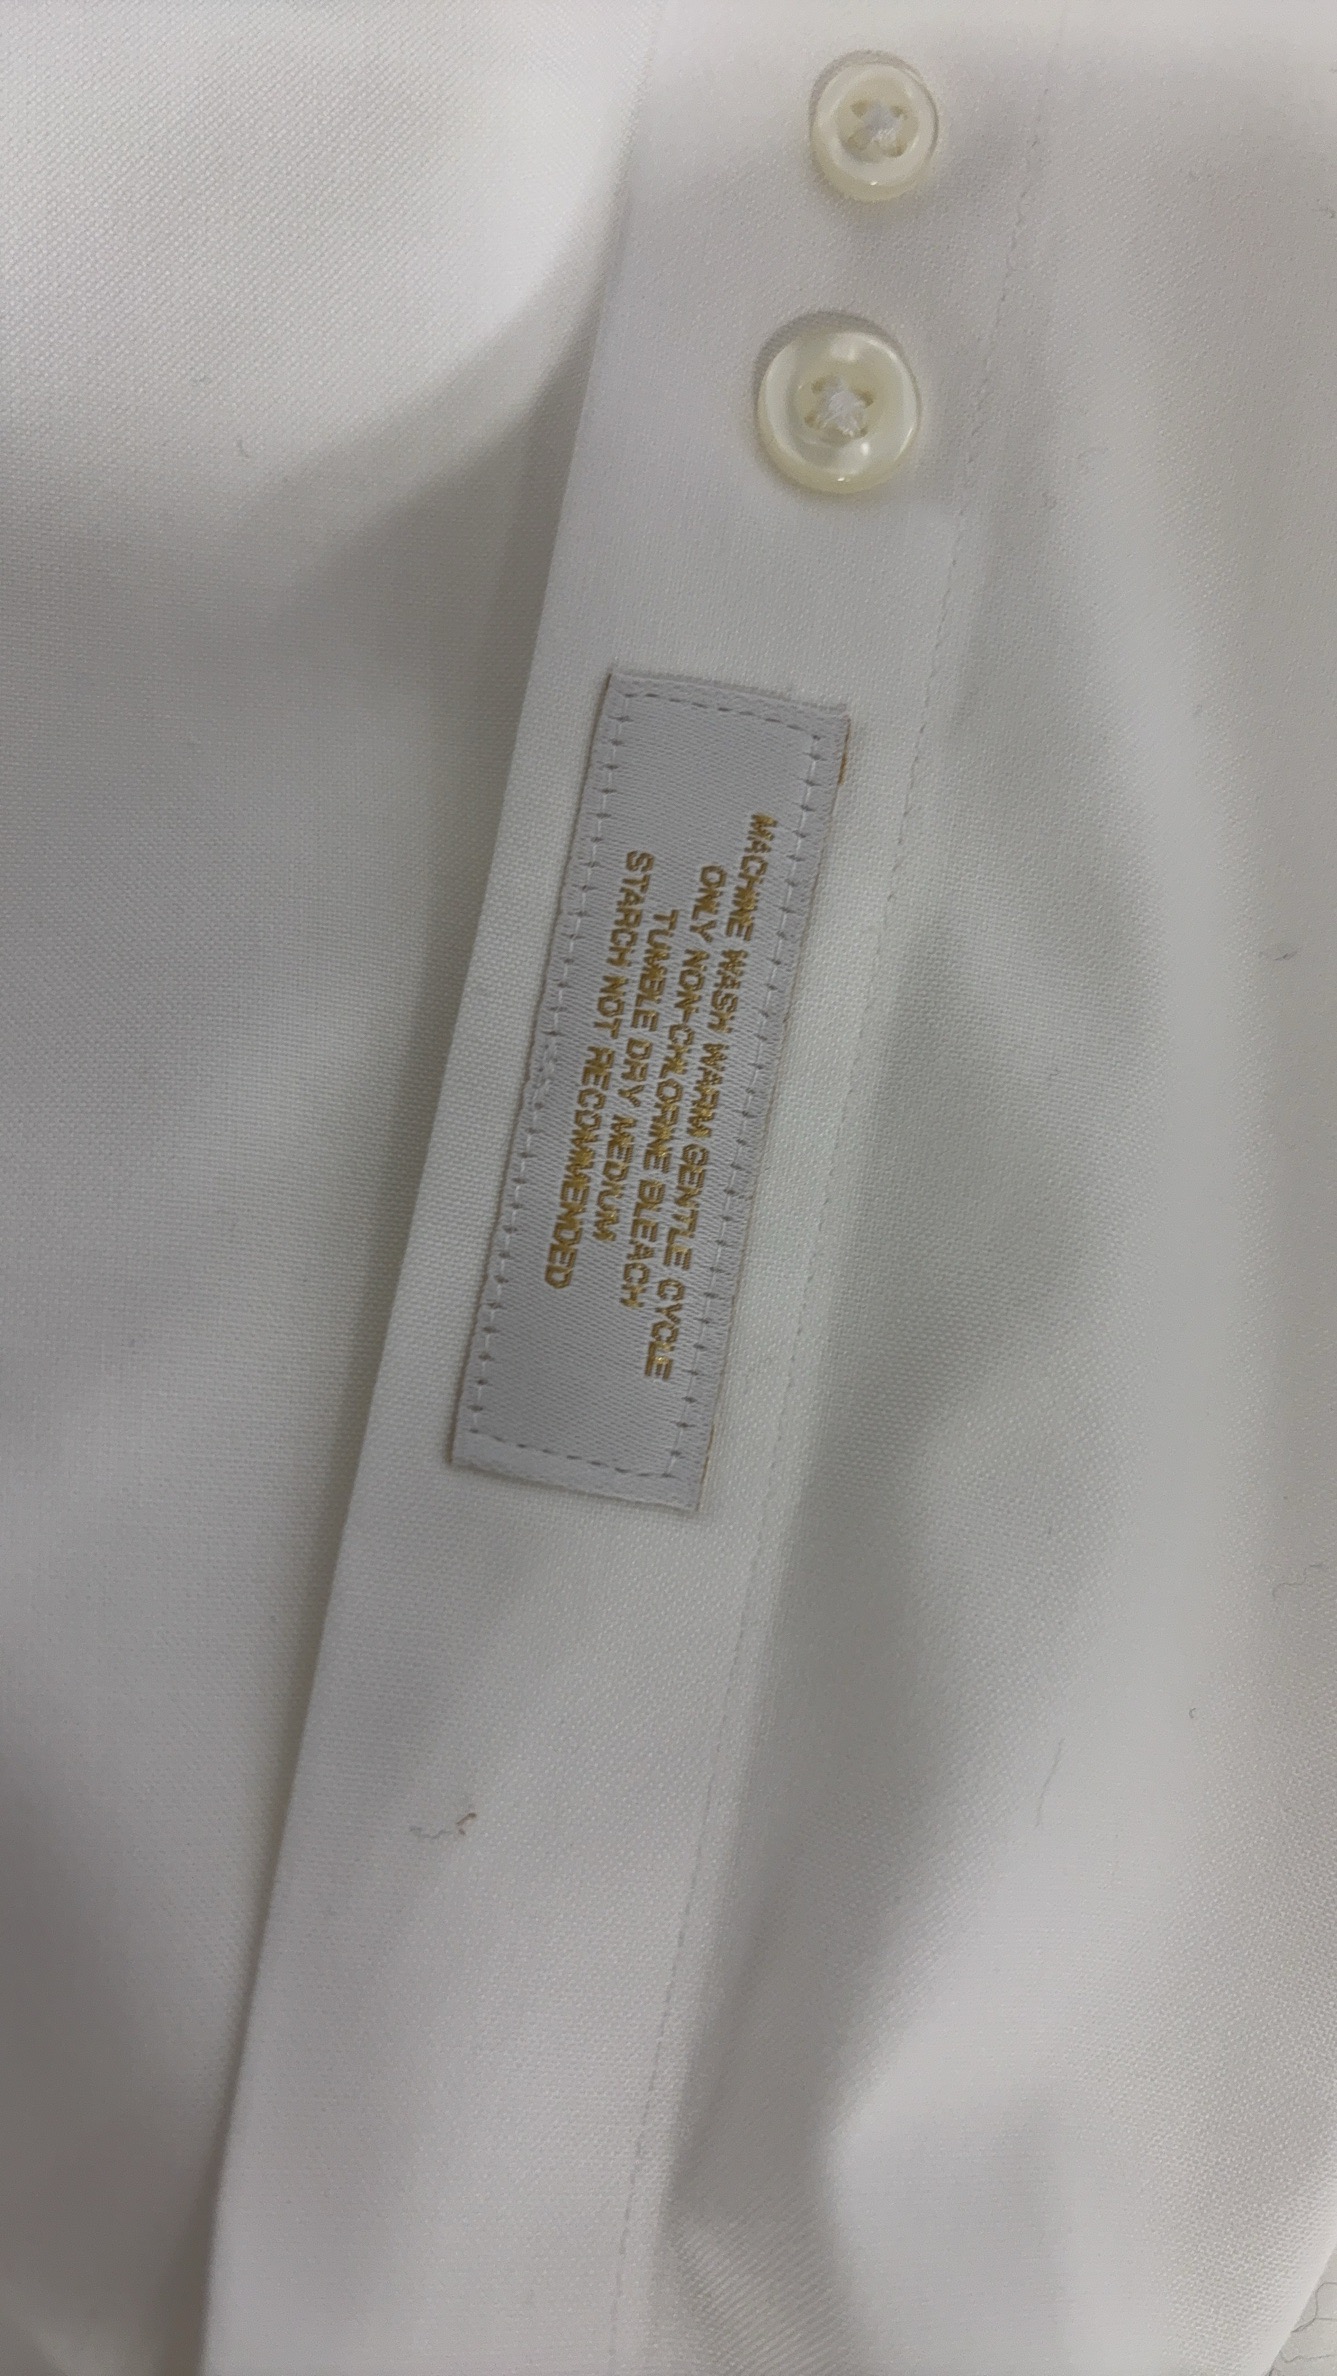 MACHINE WASH WARM GENTLE CYCLE
ONLY NON-CHLORINE BLEACH
TUMBLE DRY MEDIUM
STARCH NOT RECOMMENDED